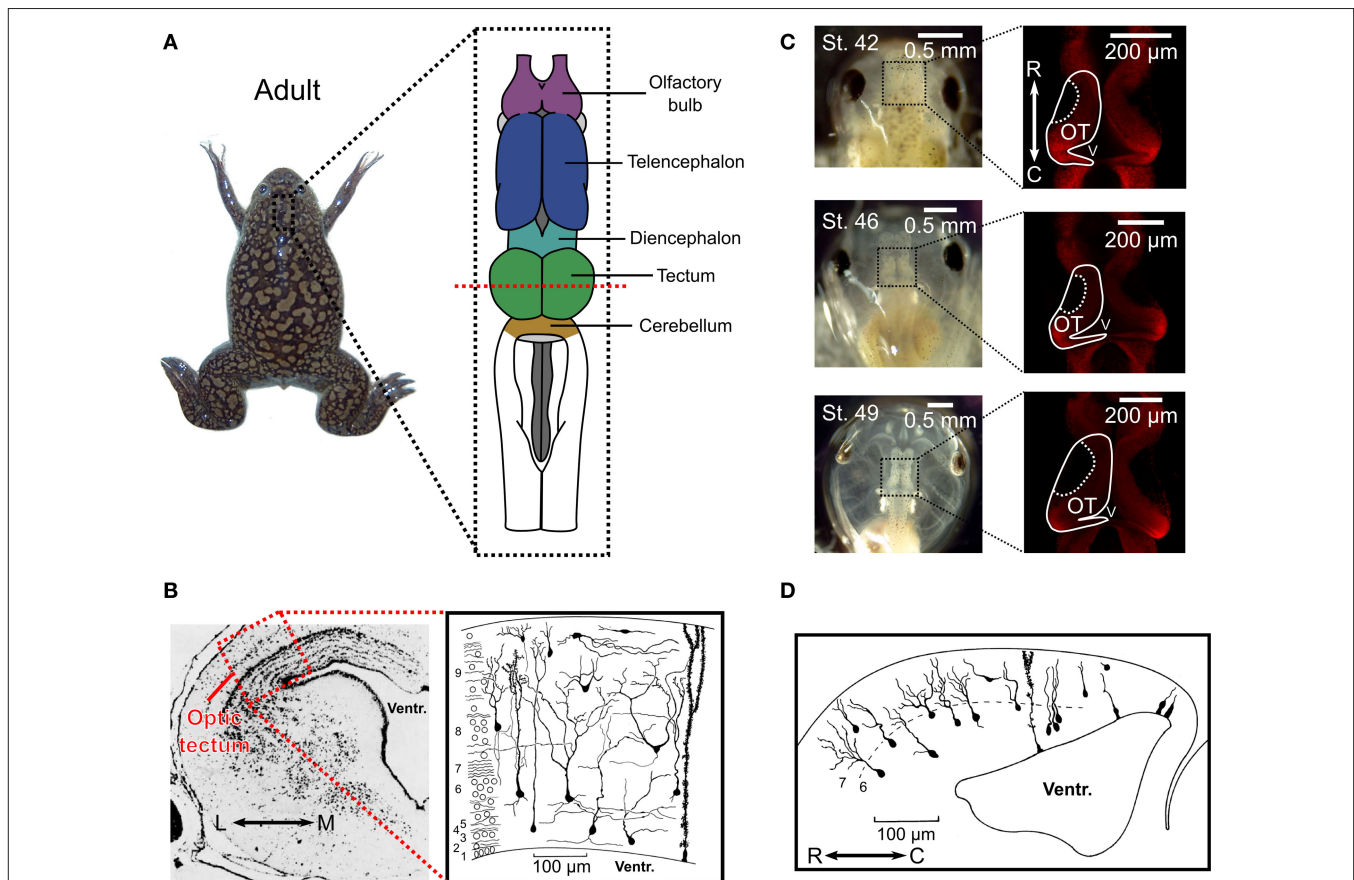 A
Adult
Olfactory
bulb
Telencephalon
Diencephalon
Tectum
Cerebellum
C
St. 42
0.5 mm
200 µm
R
C
OT
V
St. 46
0.5 mm
200 µm
OT
V
St. 49
0.5 mm
200 µm
OT
V
B
Optic
tectum
Ventr.
L
M
9
8
7
6
5
4
3
2
1
100 µm
Ventr.
D
7
6
Ventr.
100 µm
R
C